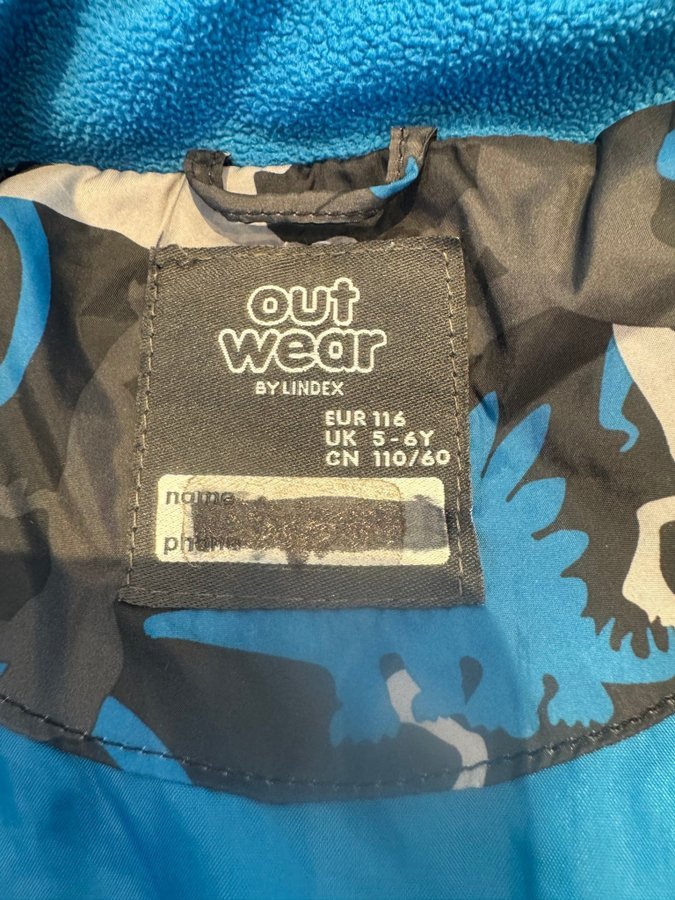 out
wear
BY LINDEX
EUR 116
UK 5-6Y
CN 110/60
name
phone